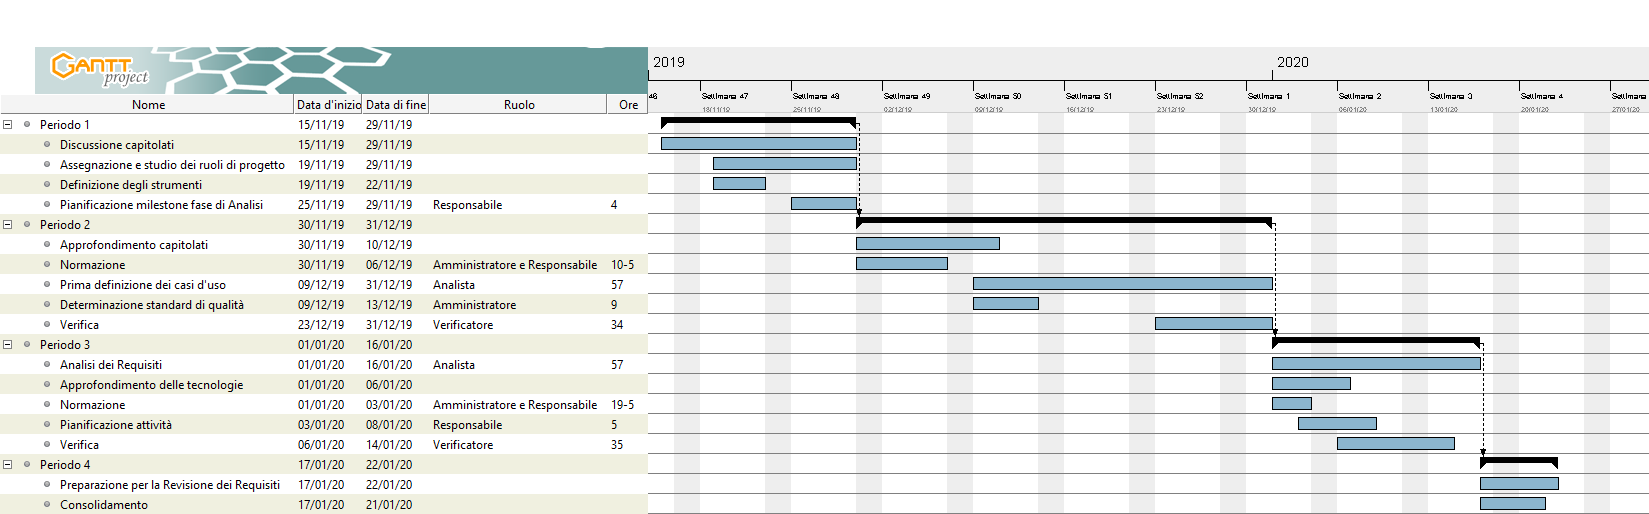 GANTT project
2019 2020
Nome Data d'inizio Data di fine Ruolo Ore
46 Settimana 47 Settimana 48 Settimana 49 Settimana 50 Settimana 51 Settimana 52 Settimana 1 Settimana 2 Settimana 3 Settimana 4 Settimana
18/11/19 25/11/19 02/12/19 09/12/19 16/12/19 23/12/19 30/12/19 06/01/20 13/01/20 20/01/20 27/01/20
Periodo 1 15/11/19 29/11/19
Discussione capitolati 15/11/19 29/11/19
Assegnazione e studio dei ruoli di progetto 19/11/19 29/11/19
Definizione degli strumenti 19/11/19 22/11/19
Pianificazione milestone fase di Analisi 25/11/19 29/11/19 Responsabile 4
Periodo 2 30/11/19 31/12/19
Approfondimento capitolati 30/11/19 10/12/19
Normazione 30/11/19 06/12/19 Amministratore e Responsabile 10-5
Prima definizione dei casi d'uso 09/12/19 31/12/19 Analista 57
Determinazione standard di qualità 09/12/19 13/12/19 Amministratore 9
Verifica 23/12/19 31/12/19 Verificatore 34
Periodo 3 01/01/20 16/01/20
Analisi dei Requisiti 01/01/20 16/01/20 Analista 57
Approfondimento delle tecnologie 01/01/20 06/01/20
Normazione 01/01/20 03/01/20 Amministratore e Responsabile 19-5
Pianificazione attività 03/01/20 08/01/20 Responsabile 5
Verifica 06/01/20 14/01/20 Verificatore 35
Periodo 4 17/01/20 22/01/20
Preparazione per la Revisione dei Requisiti 17/01/20 22/01/20
Consolidamento 17/01/20 21/01/20